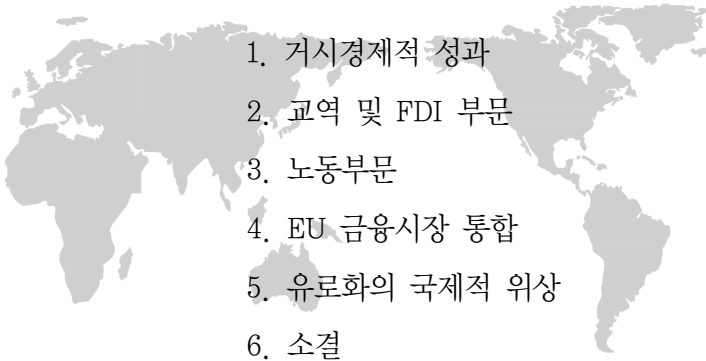 1. 거시경제적 성과
2. 교역 및 FDI 부문
3. 노동부문
4. EU 금융시장 통합
5. 유로화의 국제적 위상
6. 소결